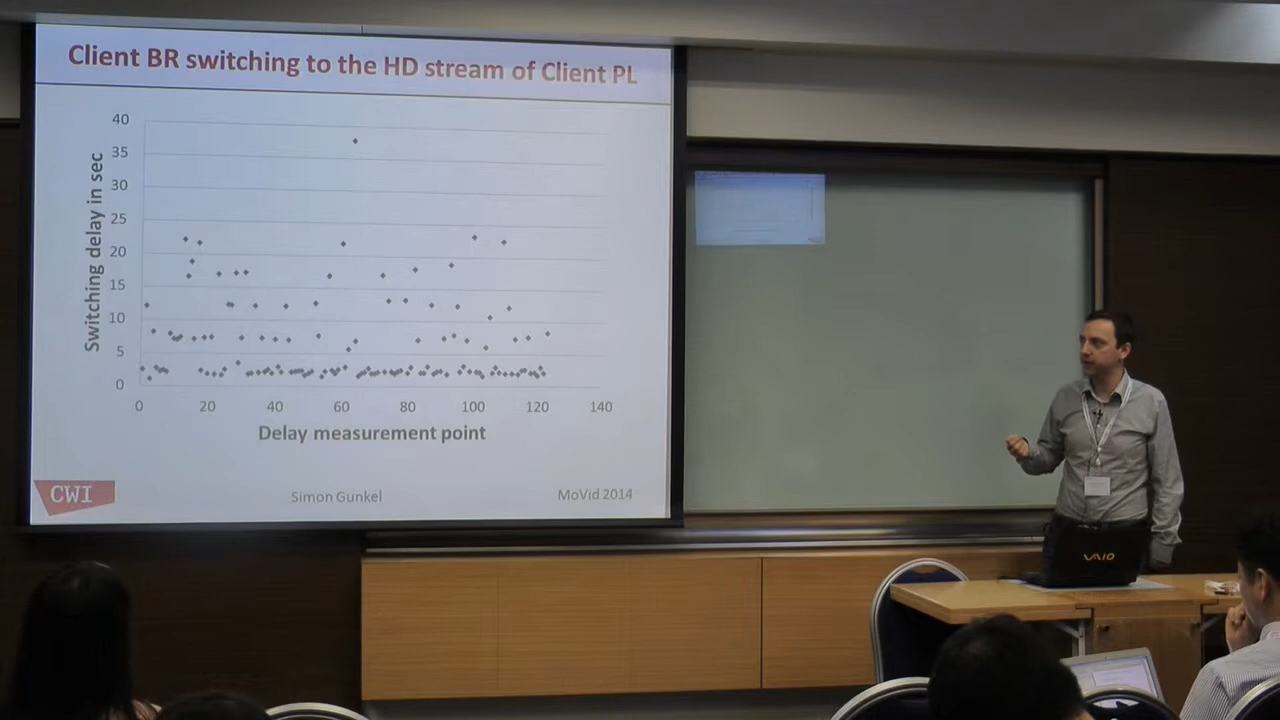 Client BR switching to the HD stream of Client PL
Switching delay in sec
40
35
30
25
20
15
10
5
0
0 20 40 60 80 100 120 140
Delay measurement point
CWI
Simon Gunkel
MoVid 2014
VAIO